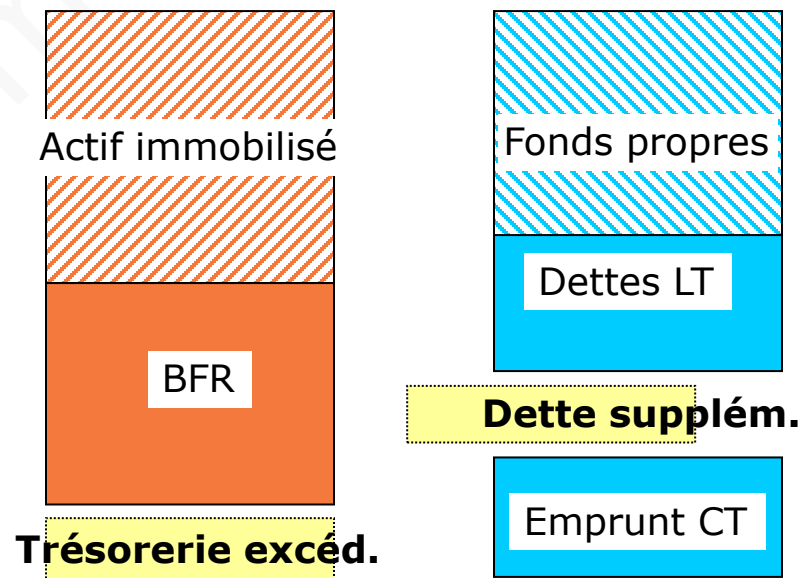 Actif immobilisé
BFR
Trésorerie excéd.
Fonds propres
Dettes LT
Dette supplém.
Emprunt CT